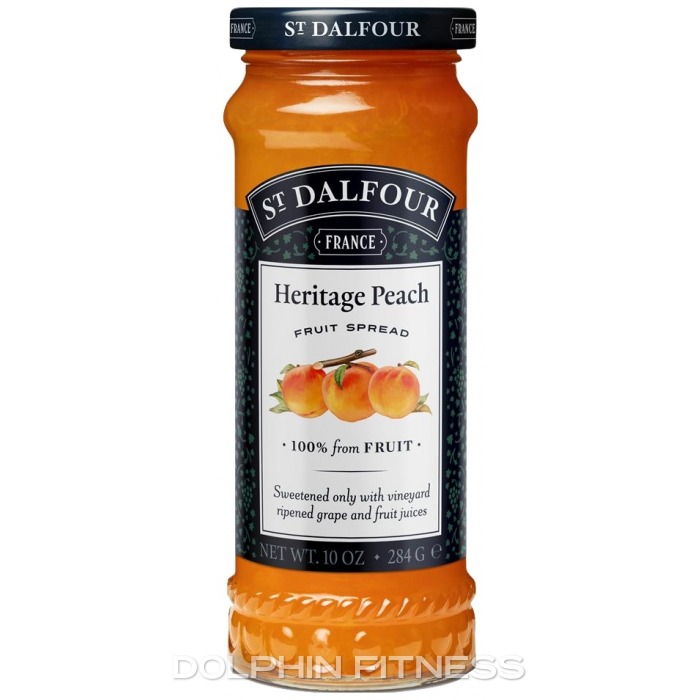 FRANCE ST DALFOUR FRANCE
ST DALFOUR
FRANCE
Heritage Peach
FRUIT SPREAD
· 100% from FRUIT ·
Sweetened only with vineyard
ripened grape and fruit juices
NET WT. 10 OZ • 284 G ℮
DOLPHIN FITNESS